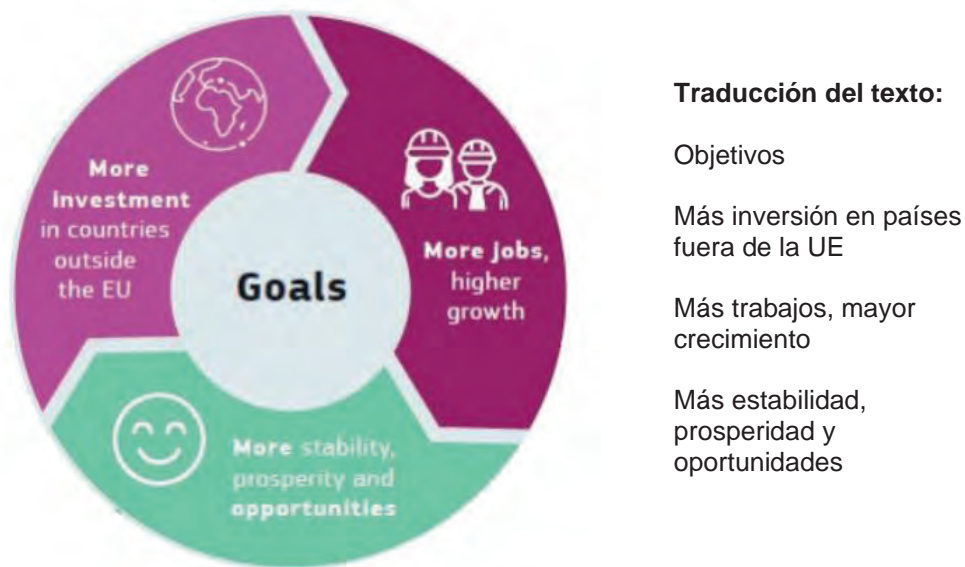 Goals
More
investment
in countries
outside
the EU
More jobs,
higher
growth
More stability,
prosperity and
opportunities
Traducción del texto:
Objetivos
Más inversión en países
fuera de la UE
Más trabajos, mayor
crecimiento
Más estabilidad,
prosperidad y
oportunidades